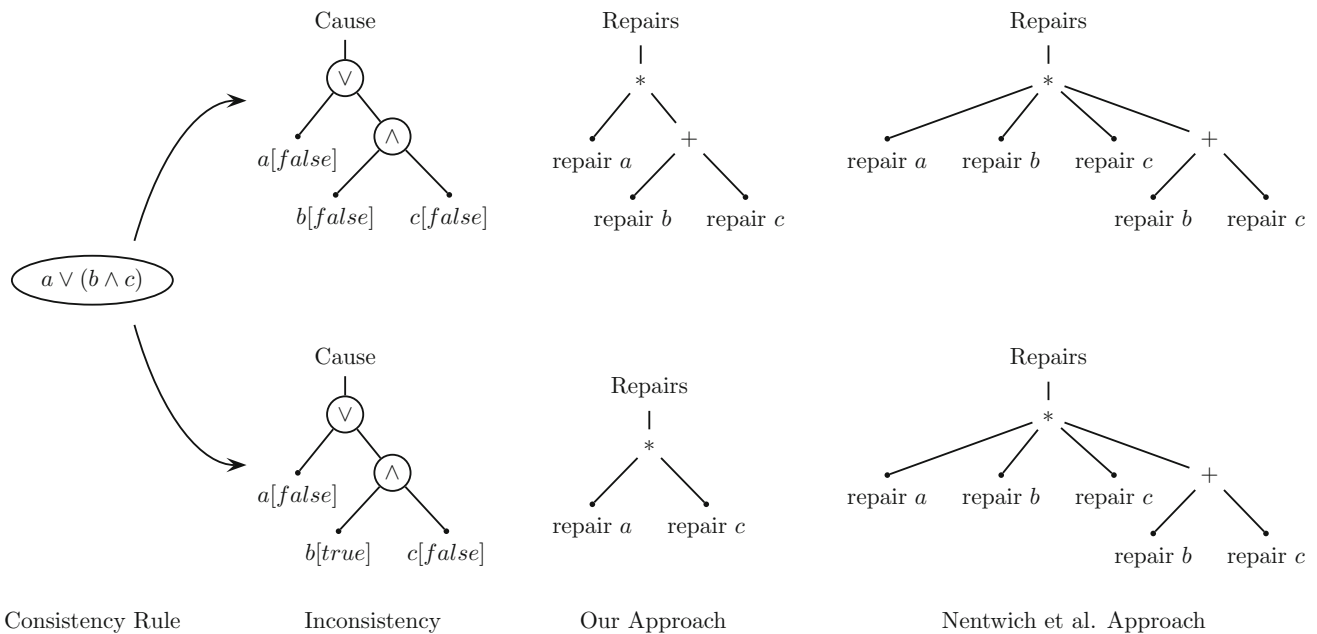 Cause
∨
∧
a[false]
b[false] c[false]
Repairs
*
+
repair a
repair b repair c
Repairs
*
+
repair a repair b repair c
repair b repair c
a ∨ (b ∧ c)
Cause
∨
∧
a[false]
b[true] c[false]
Repairs
*
repair a repair c
Repairs
*
+
repair a repair b repair c
repair b repair c
Consistency Rule
Inconsistency
Our Approach
Nentwich et al. Approach